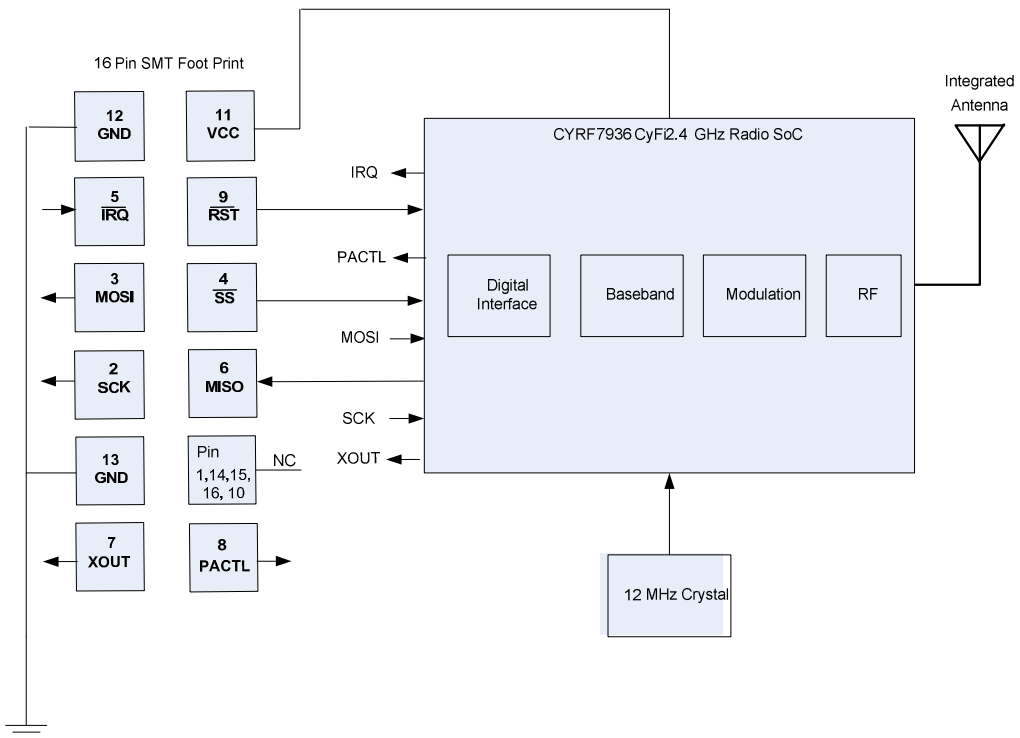 16 Pin SMT Foot Print
12
GND
11
VCC
5
IRQ
9
RST
3
MOSI
4
SS
2
SCK
6
MISO
13
GND
Pin
1,14,15,
16, 10
NC
7
XOUT
8
PACTL
IRQ
PACTL
MOSI
SCK
XOUT
CYRF7936 CyFi2.4 GHz Radio SoC
Digital
Interface
Baseband
Modulation
RF
Integrated
Antenna
12 MHz Crystal